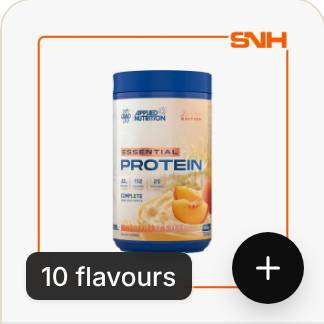 SNH
APPLIED
NUTRITION
ESSENTIAL
PROTEIN
COMPLETE
10 flavours
+